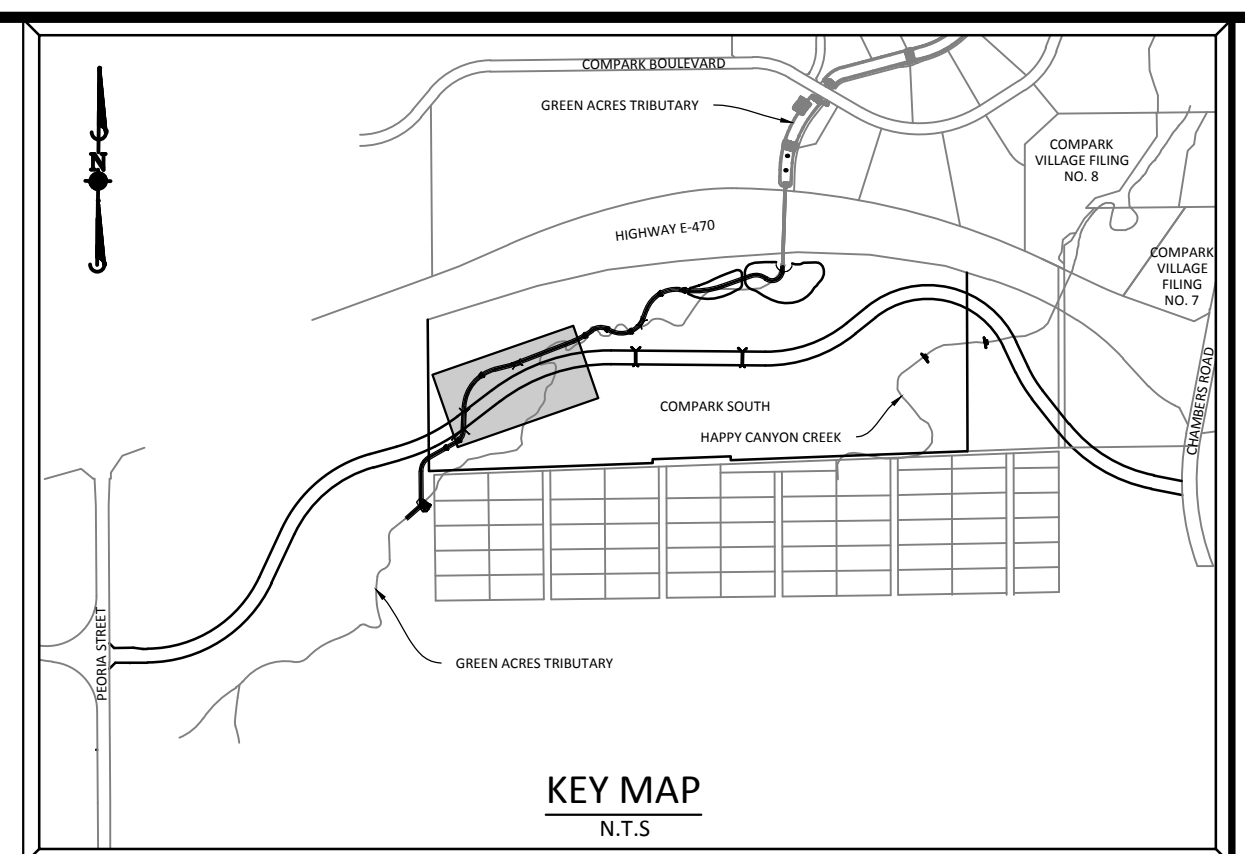 COMPARK BOULEVARD
GREEN ACRES TRIBUTARY
COMPARK
VILLAGE FILING
NO. 8
N
HIGHWAY E-470
COMPARK
VILLAGE
FILING
NO. 7
CHAMBERS ROAD
COMPARK SOUTH
HAPPY CANYON CREEK
PEORIA STREET
GREEN ACRES TRIBUTARY
KEY MAP
N.T.S